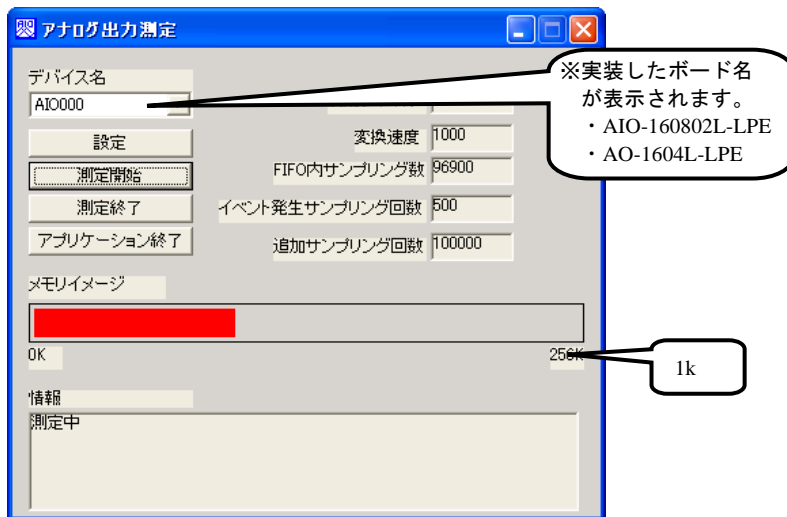 アナログ出力測定
デバイス名
AIO000
※実装したボード名
が表示されます。
・AIO-160802L-LPE
・AO-1604L-LPE
設定
変換速度 1000
測定開始
FIFO内サンプリング数 96900
測定終了
イベント発生サンプリング回数 500
アプリケーション終了
追加サンプリング回数 100000
メモリイメージ
0K
256K
1k
情報
測定中